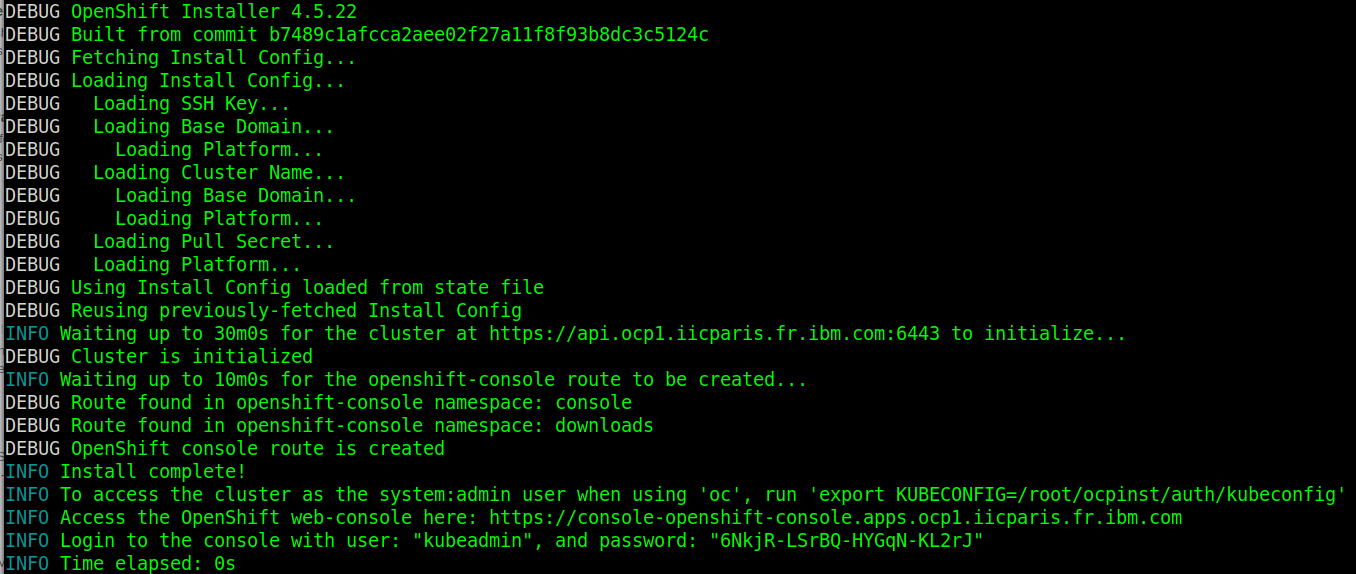 DEBUG OpenShift Installer 4.5.22
DEBUG Built from commit b7489c1afcca2aee02f27a11f8f93b8dc3c5124c
DEBUG Fetching Install Config...
DEBUG Loading Install Config...
DEBUG   Loading SSH Key...
DEBUG   Loading Base Domain...
DEBUG     Loading Platform...
DEBUG   Loading Cluster Name...
DEBUG     Loading Base Domain...
DEBUG     Loading Platform...
DEBUG   Loading Pull Secret...
DEBUG   Loading Platform...
DEBUG Using Install Config loaded from state file
DEBUG Reusing previously-fetched Install Config
INFO Waiting up to 30m0s for the cluster at https://api.ocp1.iicparis.fr.ibm.com:6443 to initialize...
DEBUG Cluster is initialized
INFO Waiting up to 10m0s for the openshift-console route to be created...
DEBUG Route found in openshift-console namespace: console
DEBUG Route found in openshift-console namespace: downloads
DEBUG OpenShift console route is created
INFO Install complete!
INFO To access the cluster as the system:admin user when using 'oc', run 'export KUBECONFIG=/root/ocpinst/auth/kubeconfig'
INFO Access the OpenShift web-console here: https://console-openshift-console.apps.ocp1.iicparis.fr.ibm.com
INFO Login to the console with user: "kubeadmin", and password: "6NkjR-LSrBQ-HYGqN-KL2rJ"
INFO Time elapsed: 0s